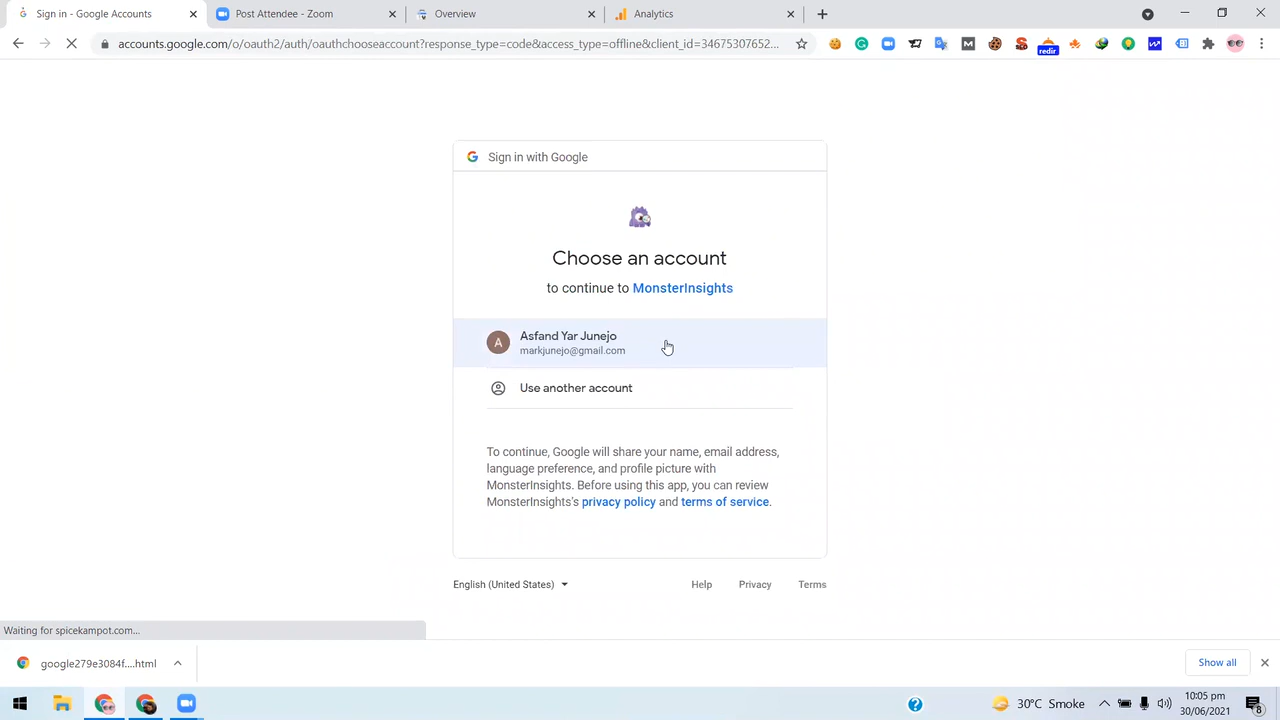 Sign in - Google Accounts
Post Attendee - Zoom
Overview
Analytics
accounts.google.com/o/oauth2/auth/oauthchooseaccount?response_type=code&access_type=offline&client_id=34675307652...
redir
Sign in with Google
Choose an account
to continue to MonsterInsights
A
Asfand Yar Junejo
markjunejo@gmail.com
Use another account
To continue, Google will share your name, email address,
language preference, and profile picture with
MonsterInsights. Before using this app, you can review
MonsterInsights's privacy policy and terms of service.
English (United States)
Help
Privacy
Terms
Waiting for spicekampot.com...
google279e3084f....html
Show all
30°C Smoke
10:05 pm
30/06/2021
8